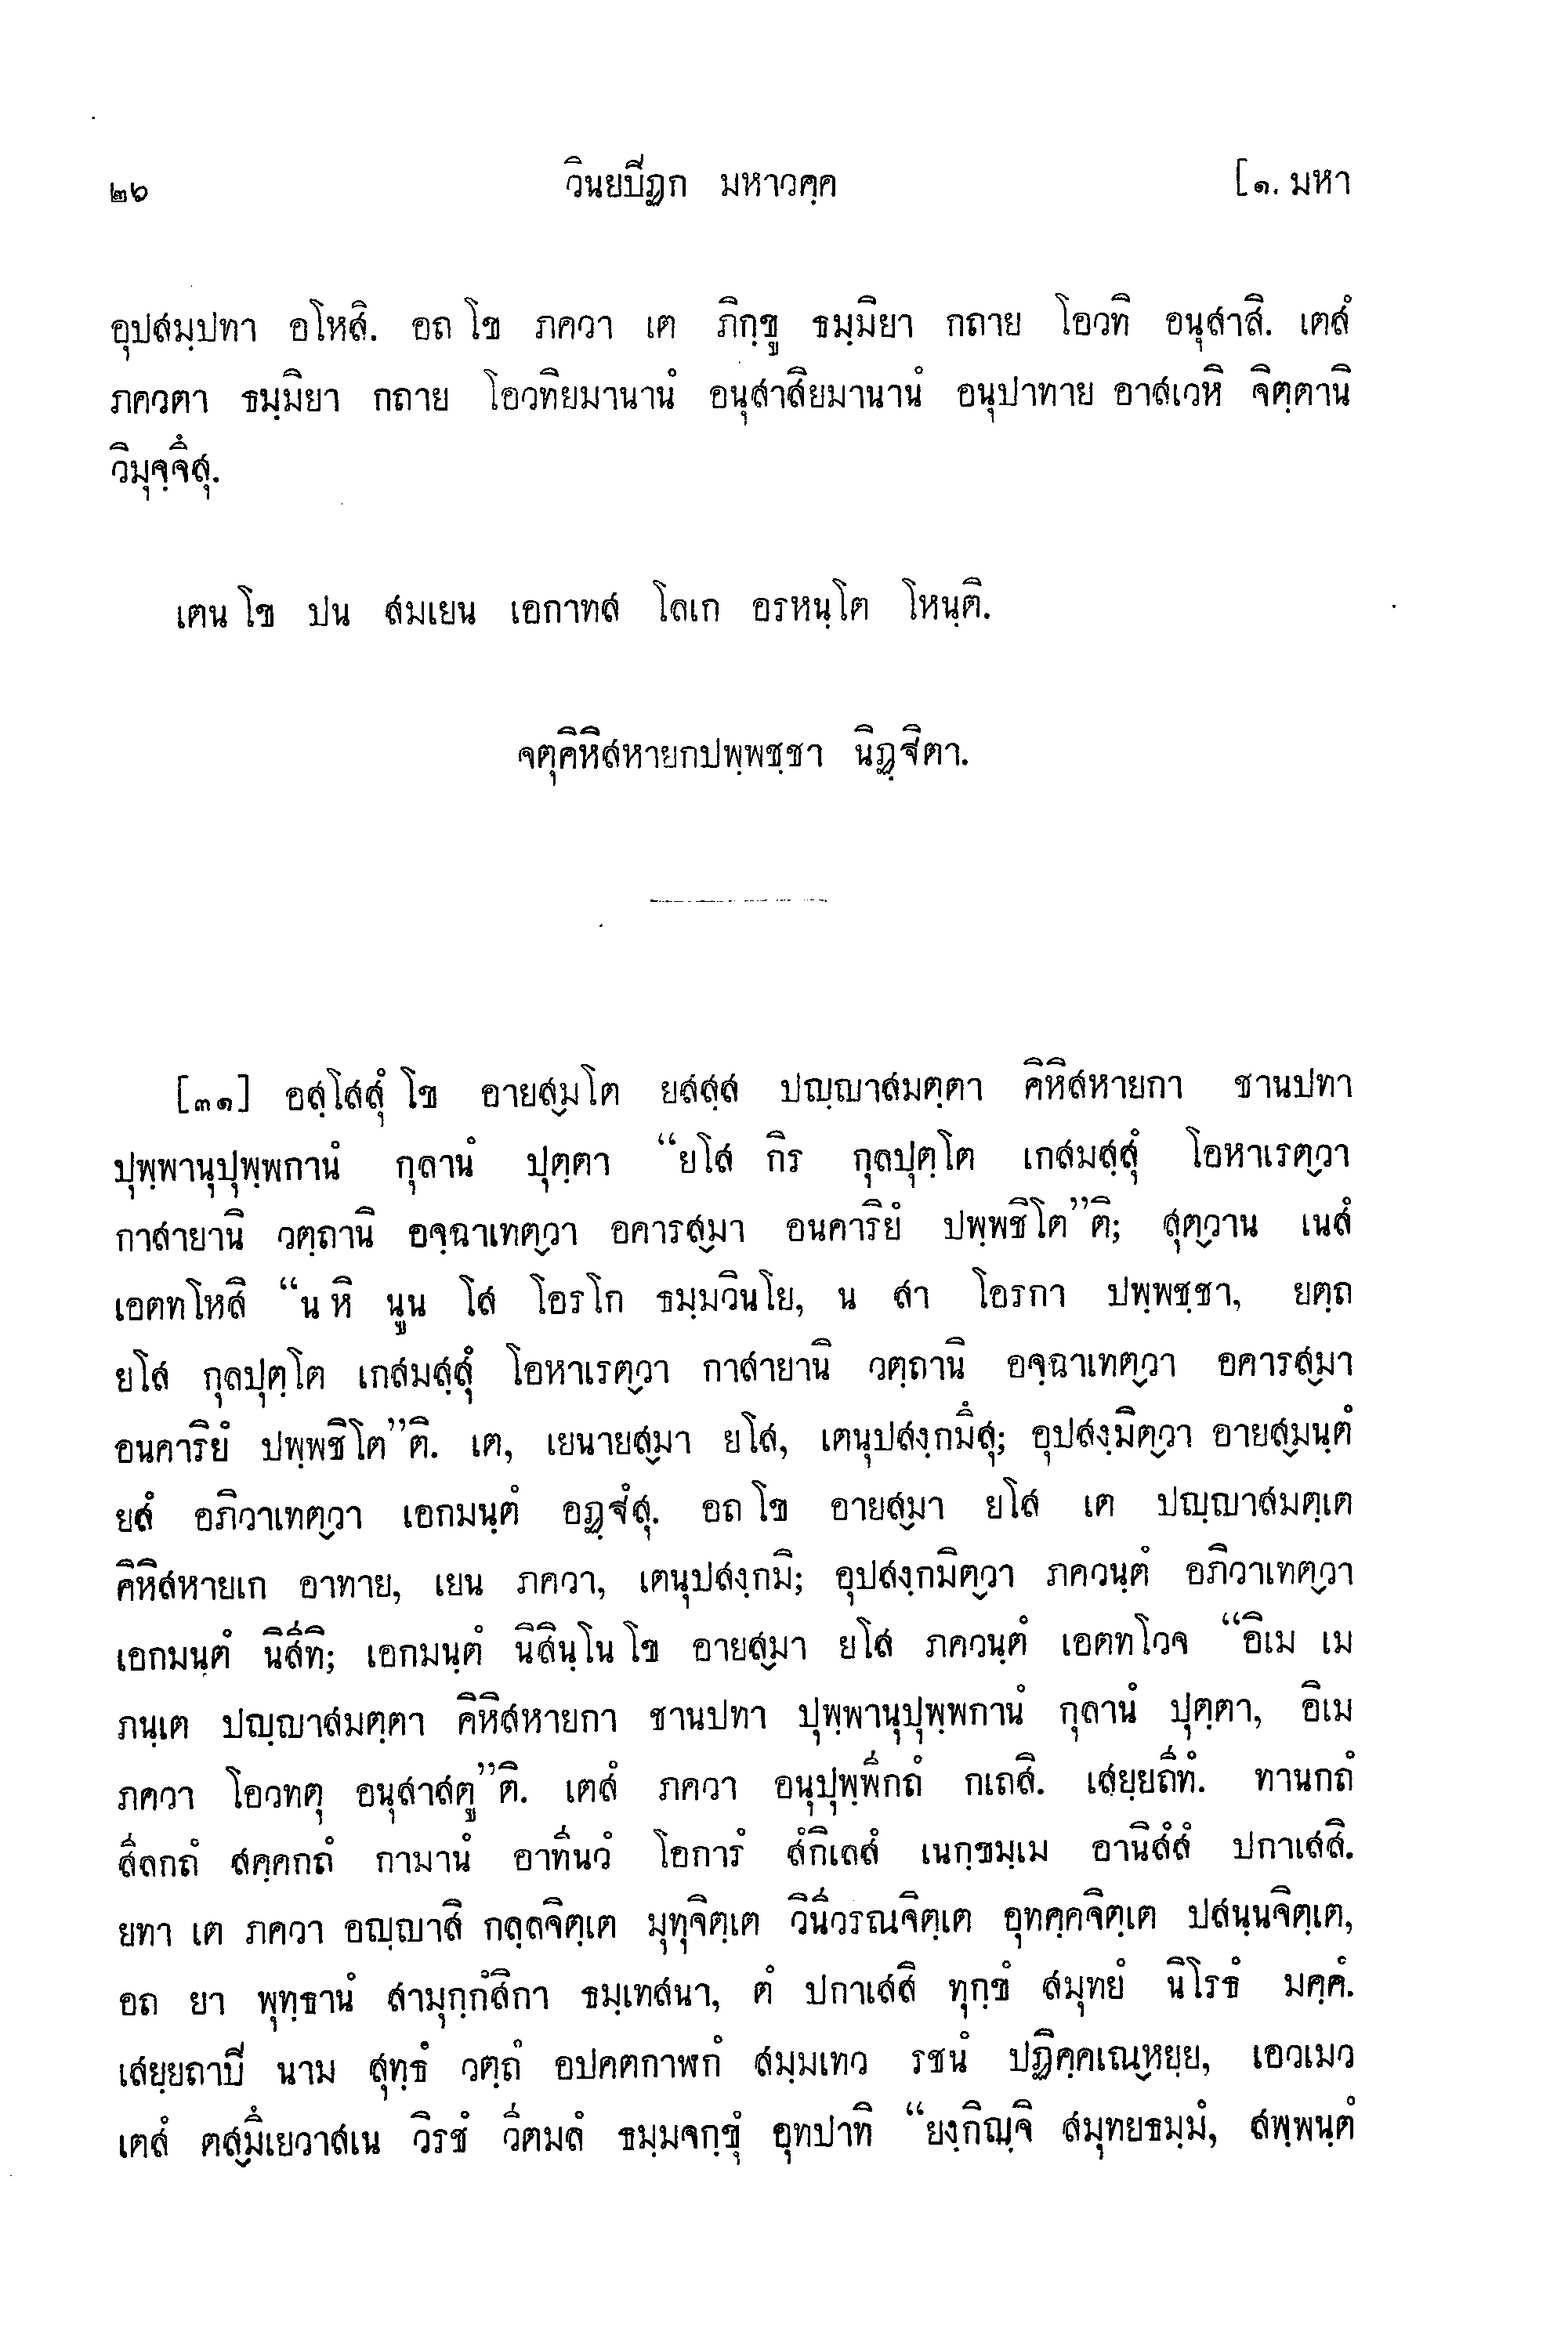 ๒๖ วินยปีฏก มหาวคฺค [๑. มหา
อุปสมฺปทา อโหสิ. อถ โข ภควา เต ภิกฺขู ธมฺมิยา กถาย โอวทิ อนุสาสิ. เตสํ
ภควตา ธมฺมิยา กถาย โอวทิยมานานํ อนุสาสิยมานานํ อนุปาทาย อาสเวหิ จิตฺตานิ
วิมุจฺจึสุ.
เตน โข ปน สมเยน เอกาทส โลเก อรหนฺโต โหนฺติ.
จตุคิหิสหายกปพฺพชฺชา นิฏฺฐิตา.
[๓๑] อสฺโสสุํ โข อายสฺมโต ยสสฺส ปญฺญาสมตฺตา คิหิสหายกา ชานปทา
ปุพฺพานุปุพฺพกานํ กุลานํ ปุตฺตา “ยโส กิร กุลปุตฺโต เกสมสฺสุํ โอหาเรตฺวา
กาสายานิ วตฺถานิ อจฺฉาเทตฺวา อคารสฺมา อนคาริยํ ปพฺพชิโต”ติ; สุตฺวาน เนสํ
เอตทโหสิ “น หิ นูน โส โอรโก ธมฺมวินโย, น สา โอรกา ปพฺพชฺชา, ยตฺถ
ยโส กุลปุตฺโต เกสมสฺสุํ โอหาเรตฺวา กาสายานิ วตฺถานิ อจฺฉาเทตฺวา อคารสฺมา
อนคาริยํ ปพฺพชิโต”ติ. เต, เยนายสฺมา ยโส, เตนุปสงฺกมึสุ; อุปสงฺมิตฺวา อายสฺมนฺตํ
ยสํ อภิวาเทตฺวา เอกมนฺตํ อฏฺฐํสุ. อถ โข อายสฺมา ยโส เต ปญฺญาสมตฺเต
คิหิสหายเก อาทาย, เยน ภควา, เตนุปสงฺกมิ; อุปสงฺกมิตฺวา ภควนฺตํ อภิวาเทตฺวา
เอกมนฺตํ นิสีทิ; เอกมนฺตํ นิสินฺโน โข อายสฺมา ยโส ภควนฺตํ เอตทโวจ “อิเม เม
ภนฺเต ปญฺญาสมตฺตา คิหิสหายกา ชานปทา ปุพฺพานุปุพฺพกานํ กุลานํ ปุตฺตา, อิเม
ภควา โอวทตุ อนุสาสตู”ติ. เตสํ ภควา อนุปุพฺพีกถํ กเถสิ. เสยฺยถีทํ. ทานกถํ
สีลกถํ สคฺคกถํ กามานํ อาทีนวํ โอการํ สํกิเลสํ เนกฺขมฺเม อานิสํสํ ปกาเสสิ.
ยทา เต ภควา อญฺญาสิ กลฺลจิตฺเต มุทุจิตฺเต วินีวรณจิตฺเต อุทคฺคจิตฺเต ปสนฺนจิตฺเต,
อถ ยา พุทฺธานํ สามุกฺกํสิกา ธมฺเทสนา, ตํ ปกาเสสิ ทุกฺขํ สมุทยํ นิโรธํ มคฺคํ.
เสยฺยถาปิ นาม สุทฺธํ วตฺถํ อปคตกาฬกํ สมฺมเทว รชนํ ปฏิคฺคเณฺหยฺย, เอวเมว
เตสํ ตสฺมึเยวาสเน วิรชํ วีตมลํ ธมฺมจกฺขุํ อุทปาทิ “ยงฺกิญฺจิ สมุทยธมฺมํ, สพฺพนฺตํ